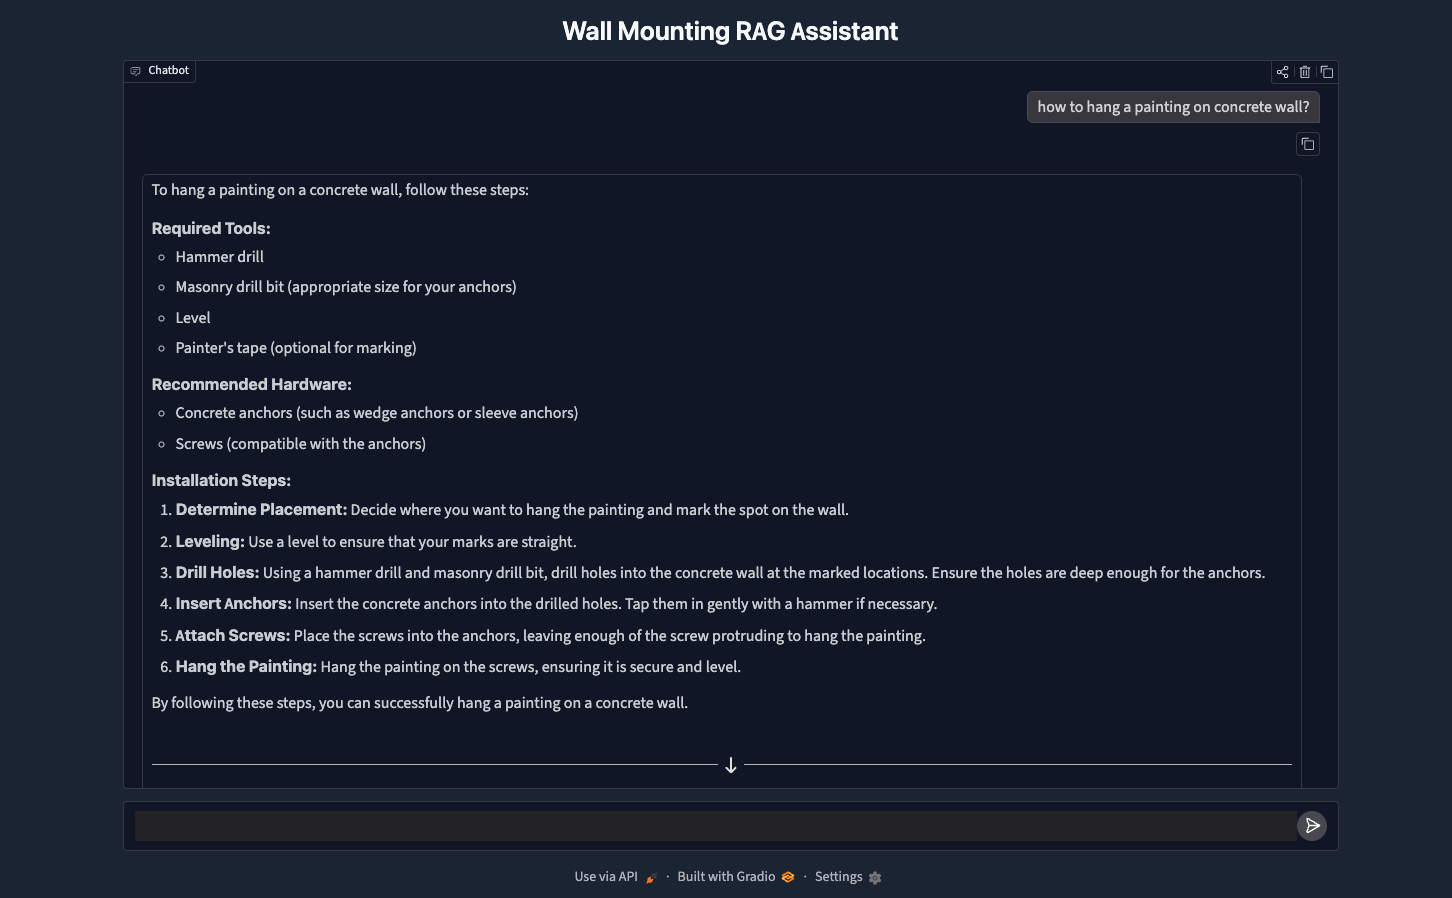 Wall Mounting RAG Assistant
Chatbot
how to hang a painting on concrete wall?
To hang a painting on a concrete wall, follow these steps:
Required Tools:
Hammer drill
Masonry drill bit (appropriate size for your anchors)
Level
Painter's tape (optional for marking)
Recommended Hardware:
Concrete anchors (such as wedge anchors or sleeve anchors)
Screws (compatible with the anchors)
Installation Steps:
1. Determine Placement: Decide where you want to hang the painting and mark the spot on the wall.
2. Leveling: Use a level to ensure that your marks are straight.
3. Drill Holes: Using a hammer drill and masonry drill bit, drill holes into the concrete wall at the marked locations. Ensure the holes are deep enough for the anchors.
4. Insert Anchors: Insert the concrete anchors into the drilled holes. Tap them in gently with a hammer if necessary.
5. Attach Screws: Place the screws into the anchors, leaving enough of the screw protruding to hang the painting.
6. Hang the Painting: Hang the painting on the screws, ensuring it is secure and level.
By following these steps, you can successfully hang a painting on a concrete wall.
Use via API · Built with Gradio · Settings